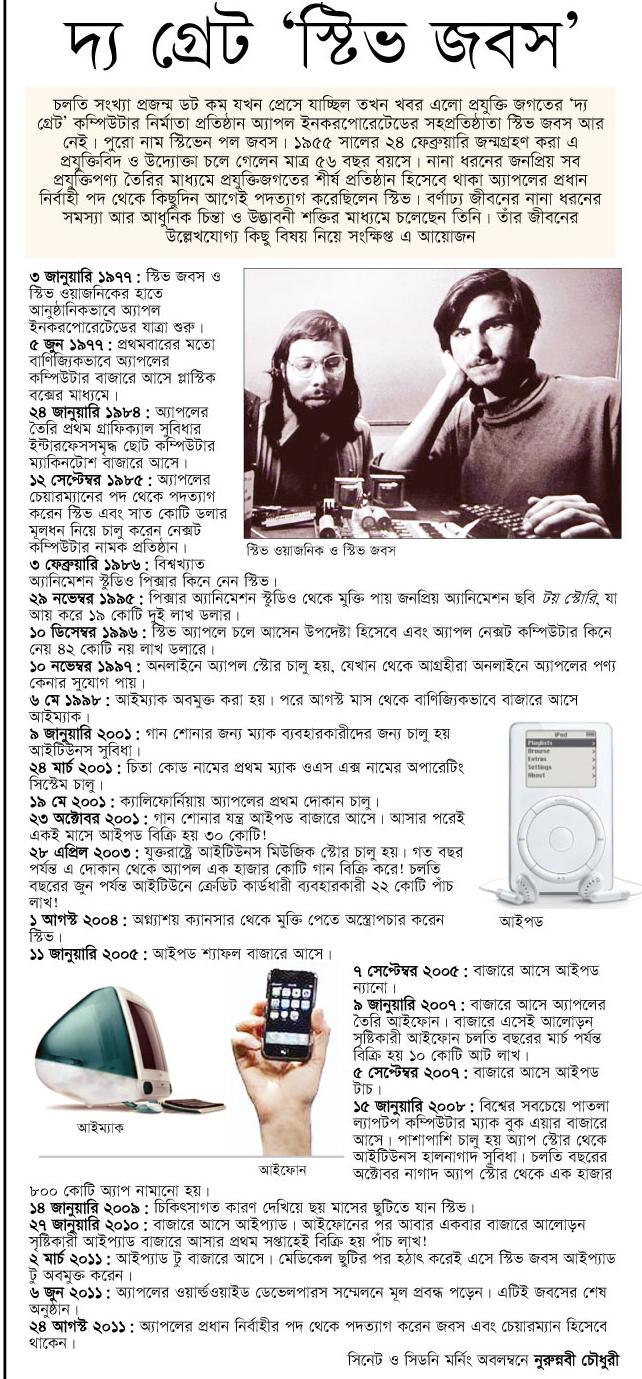 দ্য গ্রেট ‘স্টিভ জবস’
চলতি সংখ্যা প্রজন্ম ডট কম যখন প্রেসে যাচ্ছিল তখন খবর এলো প্রযুক্তি জগতের ‘দ্য
গ্রেট’ কম্পিউটার নির্মাতা প্রতিষ্ঠান অ্যাপল ইনকরপোরেটেডের সহপ্রতিষ্ঠাতা স্টিভ জবস আর
নেই। পুরো নাম স্টিভেন পল জবস। ১৯৫৫ সালের ২৪ ফেব্রুয়ারি জন্মগ্রহণ করা এ
প্রযুক্তিবিদ ও উদ্যোক্তা চলে গেলেন মাত্র ৫৬ বছর বয়সে। নানা ধরনের জনপ্রিয় সব
প্রযুক্তিপণ্য তৈরির মাধ্যমে প্রযুক্তিজগতের শীর্ষ প্রতিষ্ঠান হিসেবে থাকা অ্যাপলের প্রধান
নির্বাহী পদ থেকে কিছুদিন আগেই পদত্যাগ করেছিলেন স্টিভ। বর্ণাঢ্য জীবনের নানা ধরনের
সমস্যা আর আধুনিক চিন্তা ও উদ্ভাবনী শক্তির মাধ্যমে চলেছেন তিনি। তাঁর জীবনের
উল্লেখযোগ্য কিছু বিষয় নিয়ে সংক্ষিপ্ত এ আয়োজন
৩ জানুয়ারি ১৯৭৭ : স্টিভ জবস ও
স্টিভ ওয়াজনিকের হাতে
আনুষ্ঠানিকভাবে অ্যাপল
ইনকরপোরেটেডের যাত্রা শুরু।
৫ জুন ১৯৭৭ : প্রথমবারের মতো
বাণিজ্যিকভাবে অ্যাপলের
কম্পিউটার বাজারে আসে প্লাস্টিক
বক্সের মাধ্যমে।
২৪ জানুয়ারি ১৯৮৪ : অ্যাপলের
তৈরি প্রথম গ্রাফিক্যাল সুবিধার
ইন্টারফেসসমৃদ্ধ ছোট কম্পিউটার
ম্যাকিনটোশ বাজারে আসে।
১২ সেপ্টেম্বর ১৯৮৫ : অ্যাপলের
চেয়ারম্যানের পদ থেকে পদত্যাগ
করেন স্টিভ এবং সাত কোটি ডলার
মূলধন নিয়ে চালু করেন নেক্সট
কম্পিউটার নামক প্রতিষ্ঠান।
৩ ফেব্রুয়ারি ১৯৮৬ : বিশ্বখ্যাত
অ্যানিমেশন স্টুডিও পিক্সার কিনে নেন স্টিভ।
স্টিভ ওয়াজনিক ও স্টিভ জবস
২৯ নভেম্বর ১৯৯৫ : পিক্সার অ্যানিমেশন স্টুডিও থেকে মুক্তি পায় জনপ্রিয় অ্যানিমেশন ছবি টয় স্টোরি, যা
আয় করে ১৯ কোটি দুই লাখ ডলার।
১০ ডিসেম্বর ১৯৯৬ : স্টিভ অ্যাপলে চলে আসেন উপদেষ্টা হিসেবে এবং অ্যাপল নেক্সট কম্পিউটার কিনে
নেয় ৪২ কোটি নয় লাখ ডলারে।
১০ নভেম্বর ১৯৯৭ : অনলাইনে অ্যাপল স্টোর চালু হয়, যেখান থেকে আগ্রহীরা অনলাইনে অ্যাপলের পণ্য
কেনার সুযোগ পায়।
৬ মে ১৯৯৮ : আইম্যাক অবমুক্ত করা হয়। পরে আগস্ট মাস থেকে বাণিজ্যিকভাবে বাজারে আসে
আইম্যাক।
৯ জানুয়ারি ২০০১ : গান শোনার জন্য ম্যাক ব্যবহারকারীদের জন্য চালু হয়
আইটিউনস সুবিধা।
২৪ মার্চ ২০০১ : চিতা কোড নামের প্রথম ম্যাক ওএস এক্স নামের অপারেটিং
সিস্টেম চালু।
১৯ মে ২০০১ : ক্যালিফোর্নিয়ায় অ্যাপলের প্রথম দোকান চালু।
২৩ অক্টোবর ২০০১ : গান শোনার যন্ত্র আইপড বাজারে আসে। আসার পরেই
একই মাসে আইপড বিক্রি হয় ৩০ কোটি!
২৮ এপ্রিল ২০০৩ : যুক্তরাষ্ট্রে আইটিউনস মিউজিক স্টোর চালু হয়। গত বছর
পর্যন্ত এ দোকান থেকে অ্যাপল এক হাজার কোটি গান বিক্রি করে! চলতি
বছরের জুন পর্যন্ত আইটিউনে ক্রেডিট কার্ডধারী ব্যবহারকারী ২২ কোটি পাঁচ
লাখ!
১ আগস্ট ২০০৪ : অগ্ন্যাশয় ক্যানসার থেকে মুক্তি পেতে অস্ত্রোপচার করেন
স্টিভ।
১১ জানুয়ারি ২০০৫ : আইপড শ্যাফল বাজারে আসে।
iPod
Playlists
Browse
Extras
Settings
About
আইপড
আইম্যাক
আইফোন
৭ সেপ্টেম্বর ২০০৫ : বাজারে আসে আইপড
ন্যানো।
৯ জানুয়ারি ২০০৭ : বাজারে আসে অ্যাপলের
তৈরি আইফোন। বাজারে এসেই আলোড়ন
সৃষ্টিকারী আইফোন চলতি বছরের মার্চ পর্যন্ত
বিক্রি হয় ১০ কোটি আট লাখ।
৫ সেপ্টেম্বর ২০০৭ : বাজারে আসে আইপড
টাচ।
১৫ জানুয়ারি ২০০৮ : বিশ্বের সবচেয়ে পাতলা
ল্যাপটপ কম্পিউটার ম্যাক বুক এয়ার বাজারে
আসে। পাশাপাশি চালু হয় অ্যাপ স্টোর থেকে
আইটিউনস হালনাগাদ সুবিধা। চলতি বছরের
অক্টোবর নাগাদ অ্যাপ স্টোর থেকে এক হাজার
৮০০ কোটি অ্যাপ নামানো হয়।
১৪ জানুয়ারি ২০০৯ : চিকিৎসাগত কারণ দেখিয়ে ছয় মাসের ছুটিতে যান স্টিভ।
২৭ জানুয়ারি ২০১০ : বাজারে আসে আইপ্যাড। আইফোনের পর আবার একবার বাজারে আলোড়ন
সৃষ্টিকারী আইপ্যাড বাজারে আসার প্রথম সপ্তাহেই বিক্রি হয় পাঁচ লাখ!
২ মার্চ ২০১১ : আইপ্যাড টু বাজারে আসে। মেডিকেল ছুটির পর হঠাৎ করেই এসে স্টিভ জবস আইপ্যাড
টু অবমুক্ত করেন।
৬ জুন ২০১১ : অ্যাপলের ওয়ার্ল্ডওয়াইড ডেভেলপারস সম্মেলনে মূল প্রবন্ধ পড়েন। এটিই জবসের শেষ
অনুষ্ঠান।
২৪ আগস্ট ২০১১ : অ্যাপলের প্রধান নির্বাহীর পদ থেকে পদত্যাগ করেন জবস এবং চেয়ারম্যান হিসেবে
থাকেন।
সিনেট ও সিডনি মর্নিং অবলম্বনে নুরুন্নবী চৌধুরী